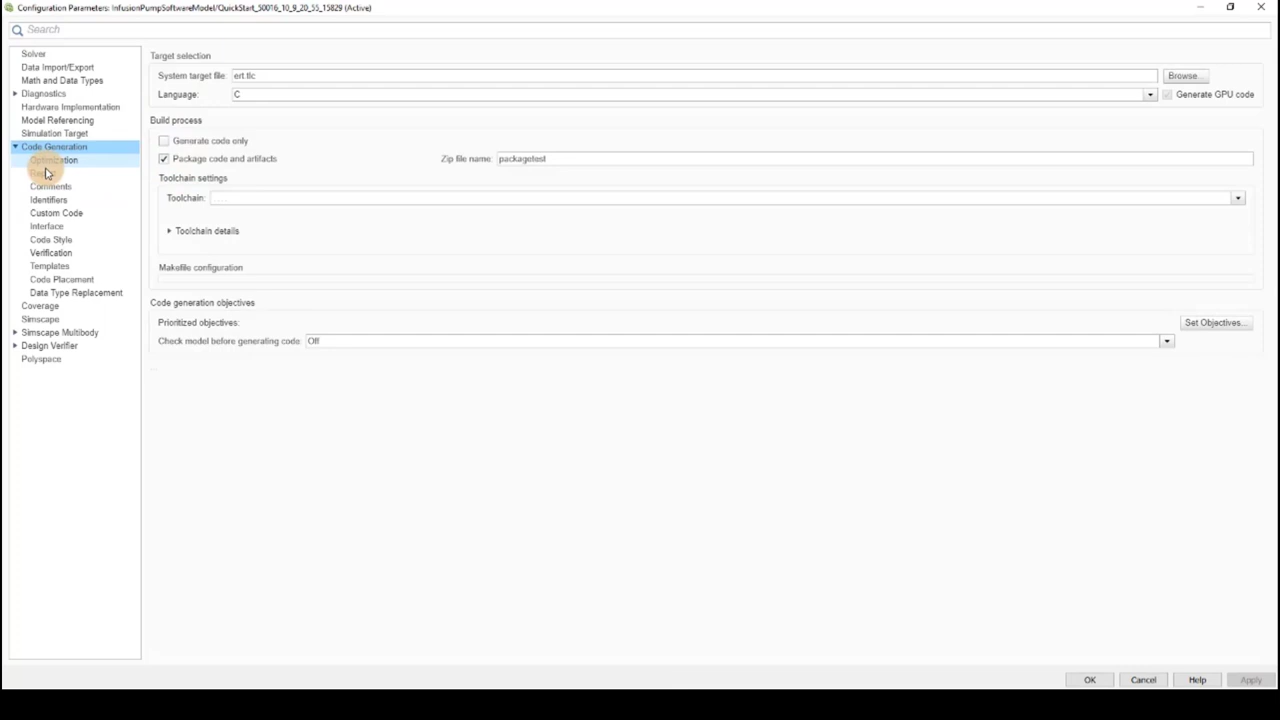 Configuration Parameters: InfusionPumpSoftwareModel/QuickStart_50016_10_9_20_55_15829 (Active)
Search
Solver
Data Import/Export
Math and Data Types
Diagnostics
Hardware Implementation
Model Referencing
Simulation Target
Code Generation
Optimization
Comments
Identifiers
Custom Code
Interface
Code Style
Verification
Templates
Code Placement
Data Type Replacement
Coverage
Simscape
Simscape Multibody
Design Verifier
Polyspace
Target selection
System target file: ert.tlc Browse...
Language: C Generate GPU code
Build process
Generate code only
Package code and artifacts Zip file name: packagetest
Toolchain settings
Toolchain:
Toolchain details
Makefile configuration
Code generation objectives
Prioritized objectives: Set Objectives...
Check model before generating code: Off
...
OK Cancel Help Apply